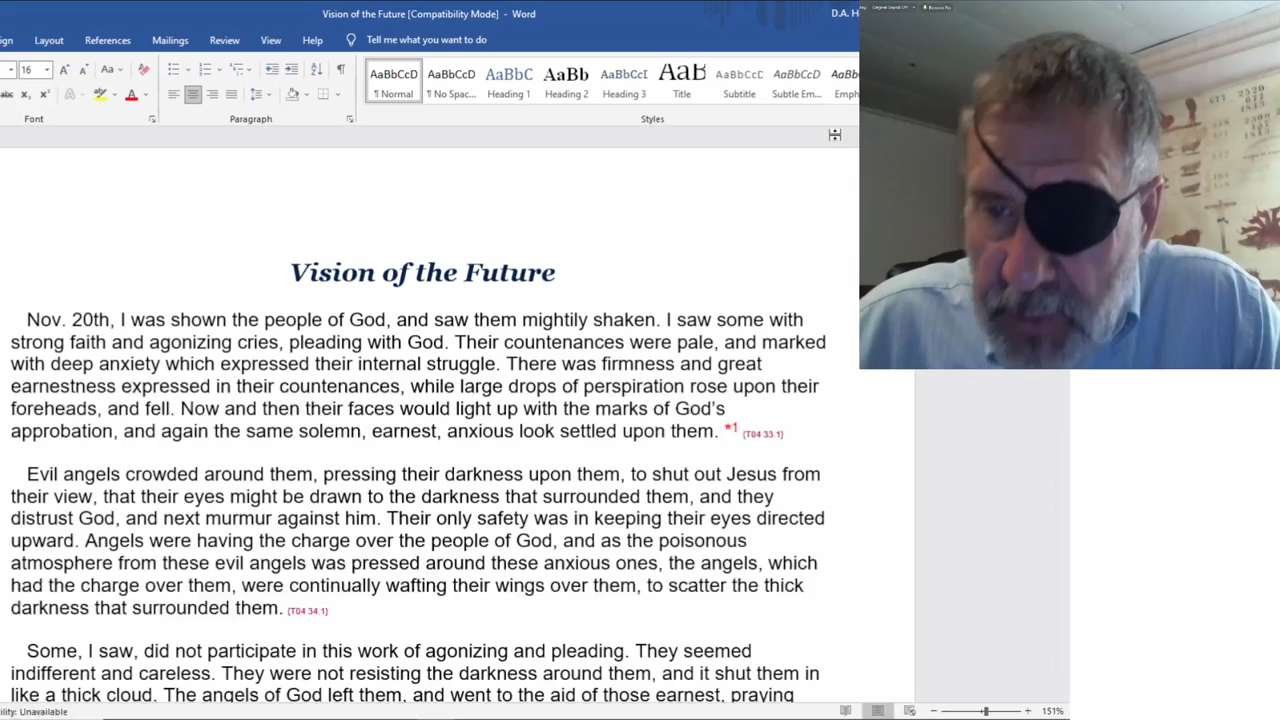 Vision of the Future [Compatibility Mode] - Word
D.A. H
ign Layout References Mailings Review View Help Tell me what you want to do
16 Aa
abc X₂ X² A A
Font Paragraph Styles
AaBbCcD AaBbCcD AaBbC AaBb AaBbCcI AaB AaBbCcD AaBbCcD AaBb
¶ Normal ¶ No Spac... Heading 1 Heading 2 Heading 3 Title Subtitle Subtle Em... Emph
Vision of the Future
Nov. 20th, I was shown the people of God, and saw them mightily shaken. I saw some with
strong faith and agonizing cries, pleading with God. Their countenances were pale, and marked
with deep anxiety which expressed their internal struggle. There was firmness and great
earnestness expressed in their countenances, while large drops of perspiration rose upon their
foreheads, and fell. Now and then their faces would light up with the marks of God's
approbation, and again the same solemn, earnest, anxious look settled upon them. *1 {T04 33.1}
Evil angels crowded around them, pressing their darkness upon them, to shut out Jesus from
their view, that their eyes might be drawn to the darkness that surrounded them, and they
distrust God, and next murmur against him. Their only safety was in keeping their eyes directed
upward. Angels were having the charge over the people of God, and as the poisonous
atmosphere from these evil angels was pressed around these anxious ones, the angels, which
had the charge over them, were continually wafting their wings over them, to scatter the thick
darkness that surrounded them. {T04 34.1}
Some, I saw, did not participate in this work of agonizing and pleading. They seemed
indifferent and careless. They were not resisting the darkness around them, and it shut them in
like a thick cloud. The angels of God left them, and went to the aid of those earnest, praying
ility: Unavailable
151%
677
2520
1843